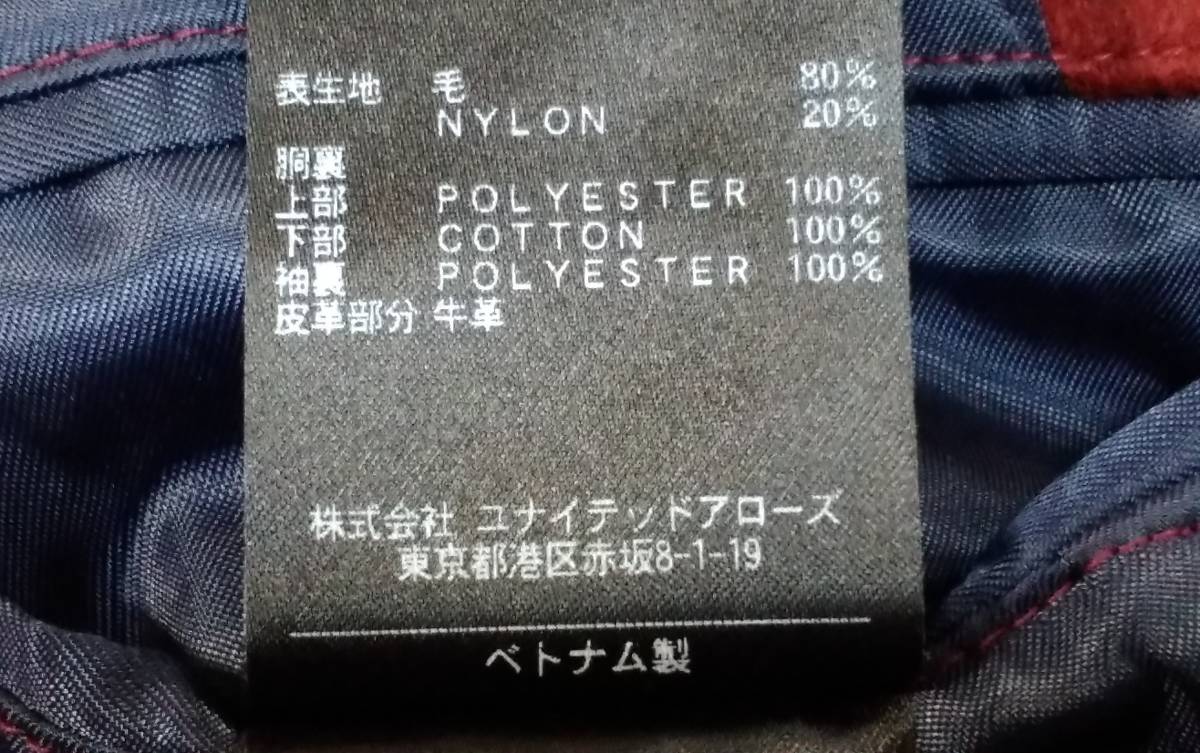 表生地 毛 80%
NYLON 20%
胴裏
上部 POLYESTER 100%
下部 COTTON 100%
袖裏 POLYESTER 100%
皮革部分 牛革
株式会社 ユナイテッドアローズ
東京都港区赤坂8-1-19
ベトナム製